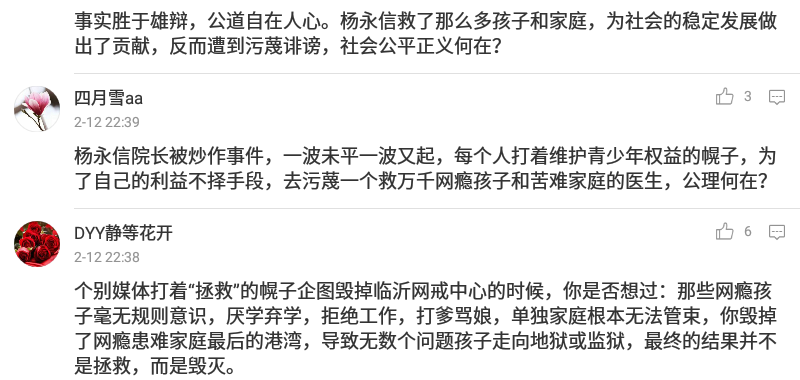 事实胜于雄辩，公道自在人心。杨永信救了那么多孩子和家庭，为社会的稳定发展做
出了贡献，反而遭到污蔑诽谤，社会公平正义何在？
四月雪aa
3
2-12 22:39
杨永信院长被炒作事件，一波未平一波又起，每个人打着维护青少年权益的幌子，为
了自己的利益不择手段，去污蔑一个救万千网瘾孩子和苦难家庭的医生，公理何在？
DYY静等花开
6
2-12 22:38
个别媒体打着“拯救”的幌子企图毁掉临沂网戒中心的时候，你是否想过：那些网瘾孩
子毫无规则意识，厌学弃学，拒绝工作，打爹骂娘，单独家庭根本无法管束，你毁掉
了网瘾患难家庭最后的港湾，导致无数个问题孩子走向地狱或监狱，最终的结果并不
是拯救，而是毁灭。